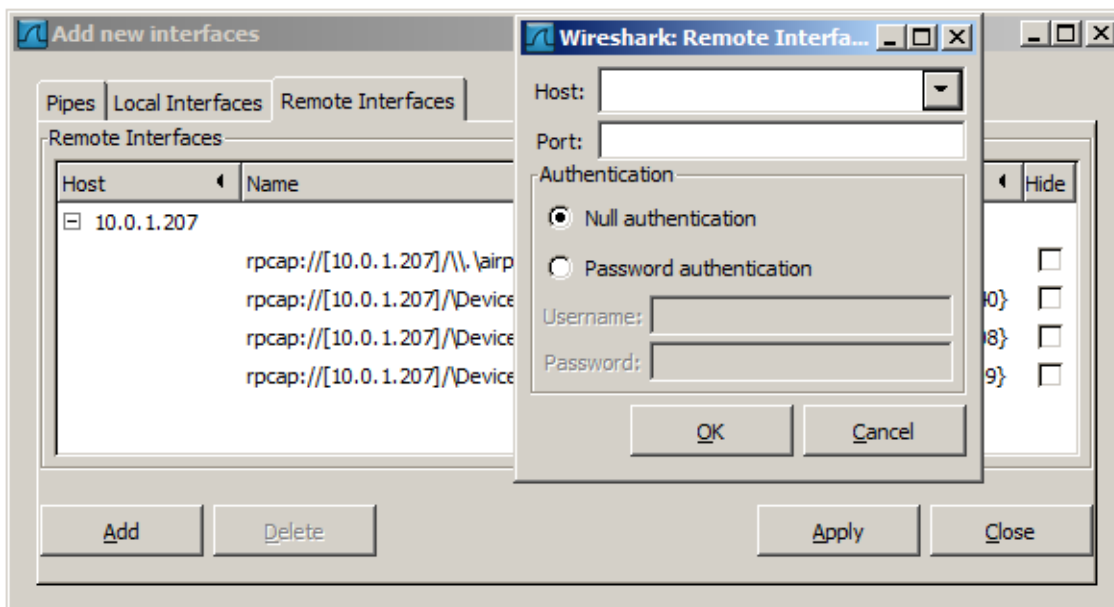 Add new interfaces
Pipes Local Interfaces Remote Interfaces
Remote Interfaces
Host Name Hide
10.0.1.207
rpcap://[10.0.1.207]/\\.\airp
rpcap://[10.0.1.207]/\Device 0}
rpcap://[10.0.1.207]/\Device 8}
rpcap://[10.0.1.207]/\Device 9}
Add Delete Apply Close
Wireshark: Remote Interfa...
Host:
Port:
Authentication
Null authentication
Password authentication
Username:
Password:
OK Cancel